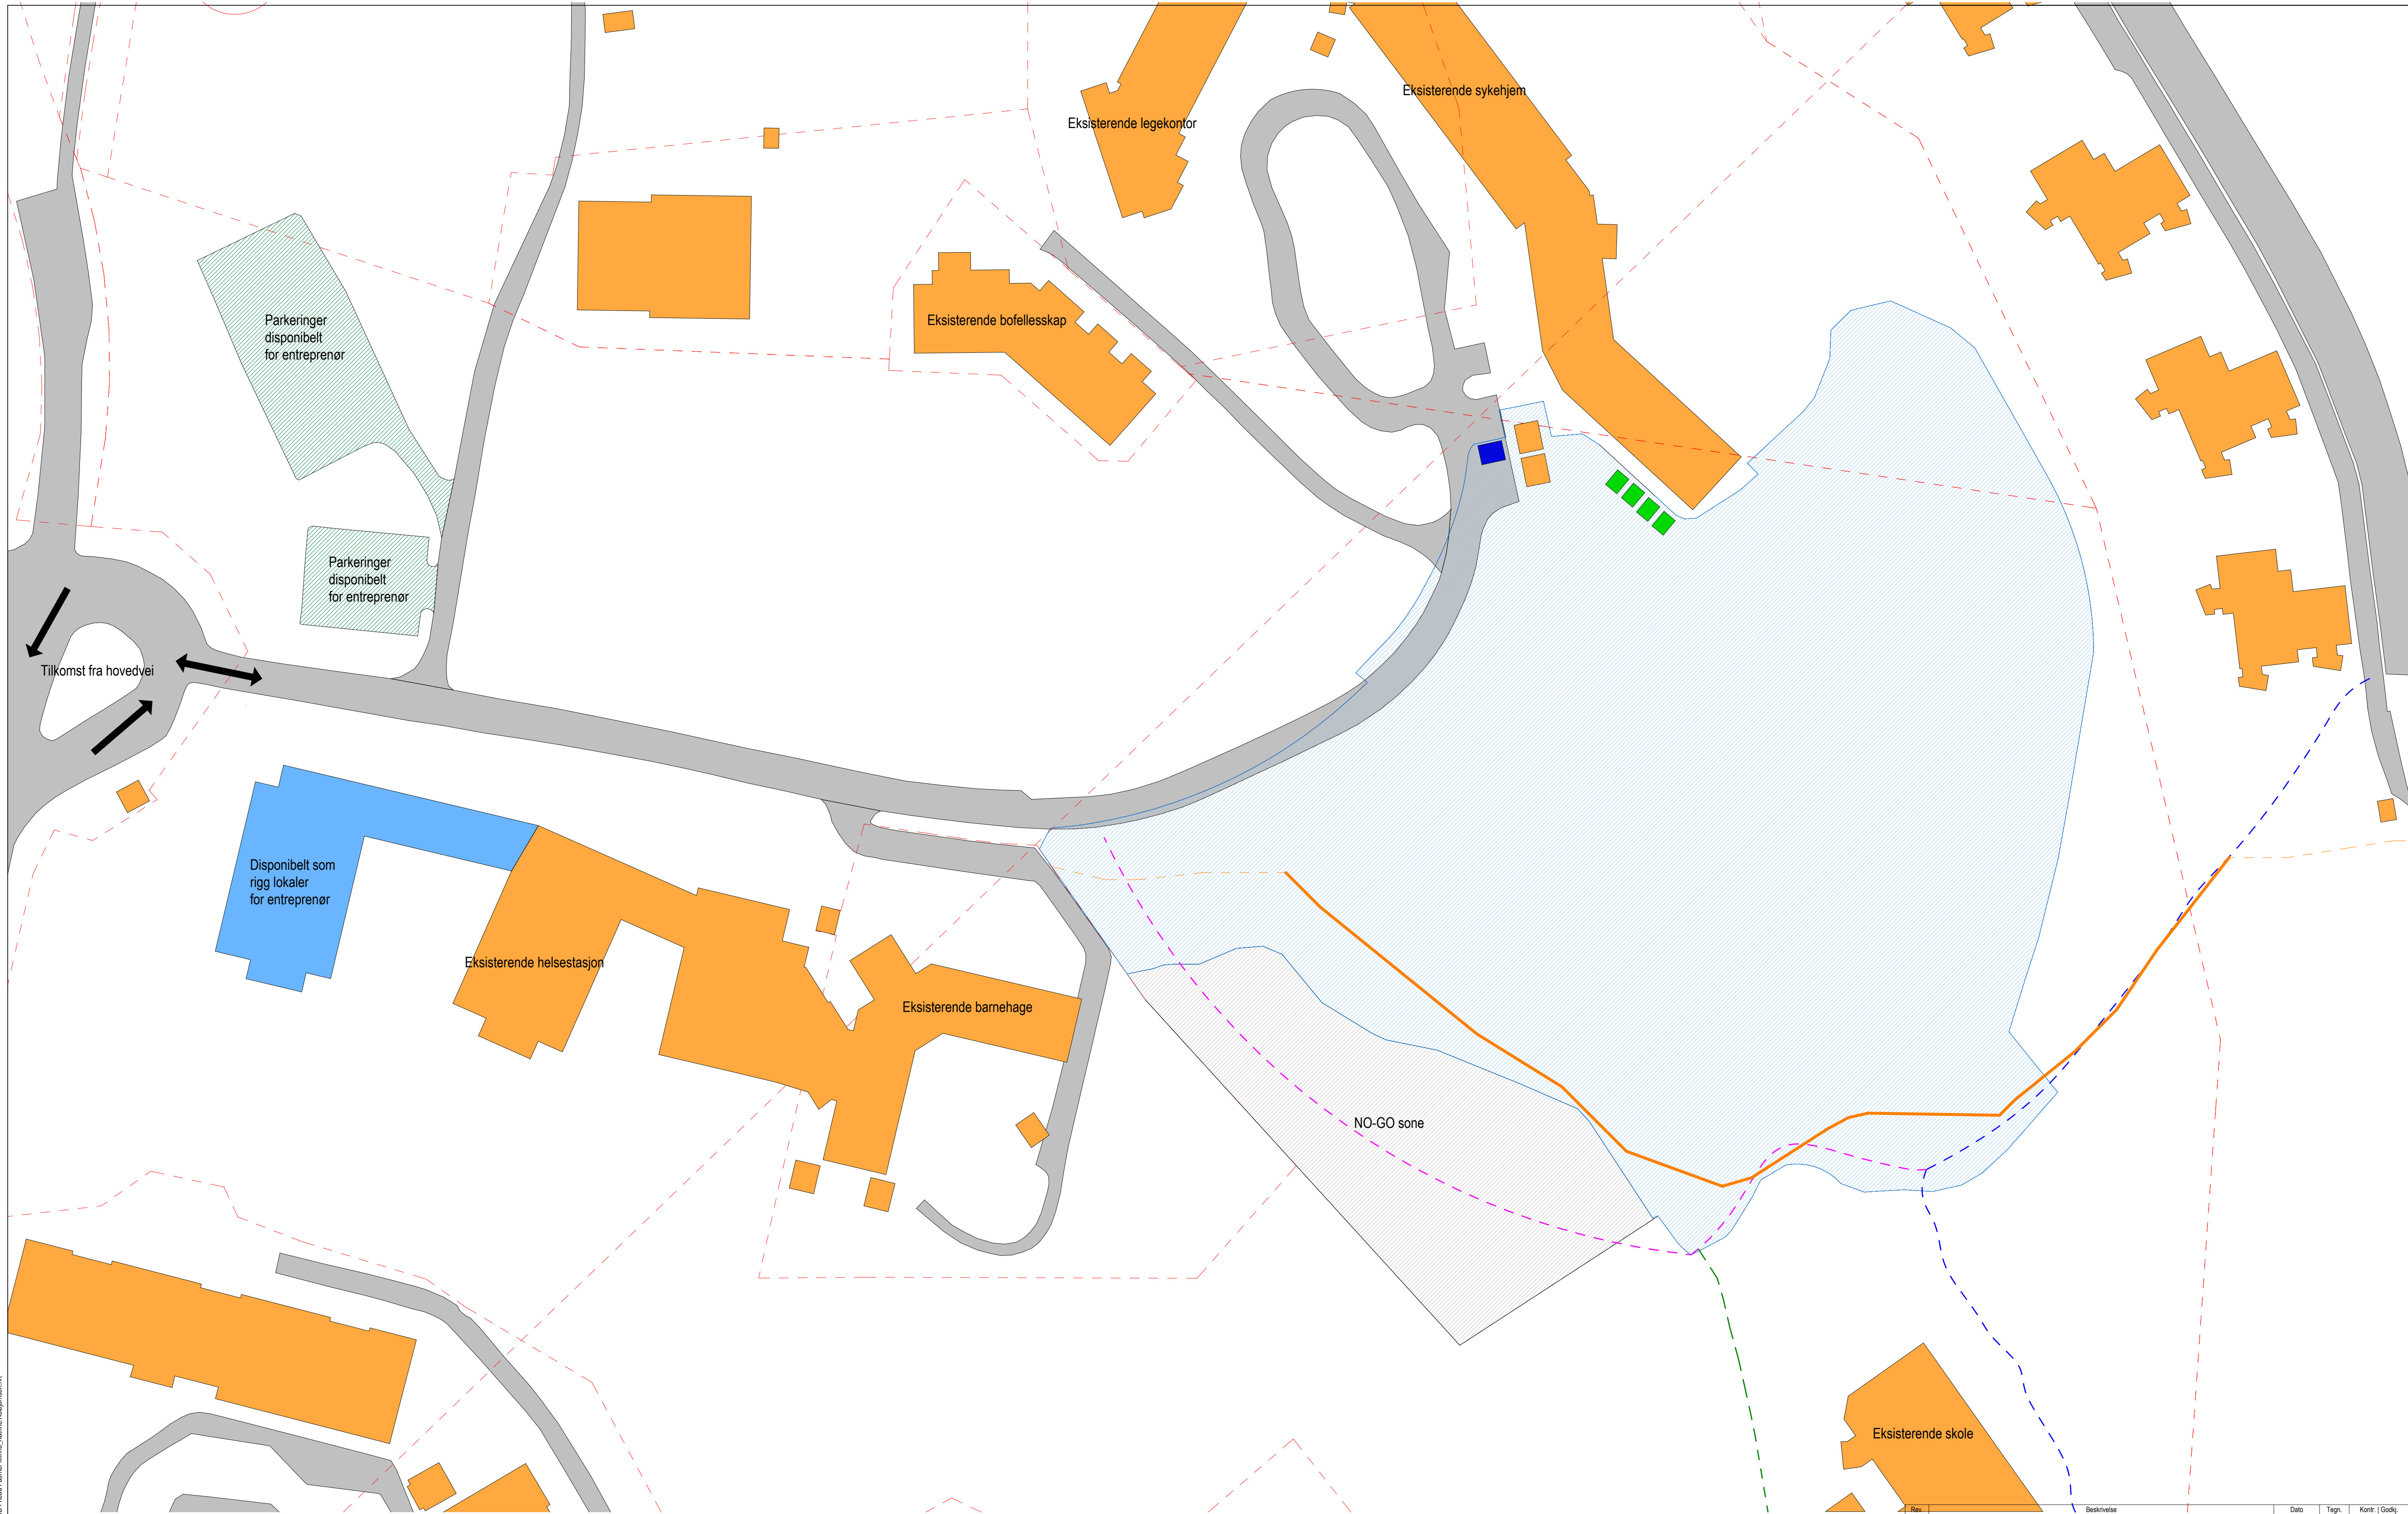 Eksisterende sykehjem
Eksisterende legekontor
Parkeringer
disponibelt
for entreprenør
Eksisterende bofellesskap
Parkeringer
disponibelt
for entreprenør
Tilkomst fra hovedvei
Disponibelt som
rigg lokaler
for entreprenør
Eksisterende helsestasjon
Eksisterende barnehage
NO-GO sone
Eksisterende skole
Rev. Beskrivelse Dato Tegn. Kontr. | Godkj.